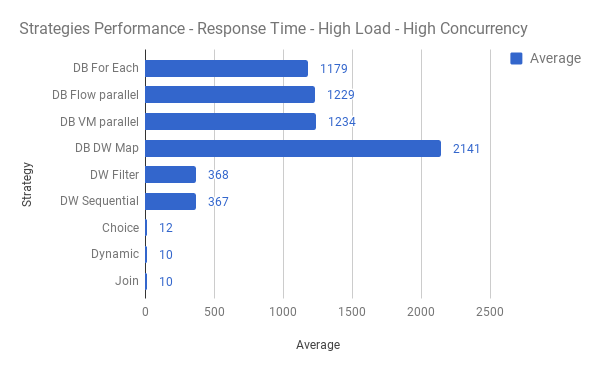 Strategies Performance - Response Time - High Load - High Concurrency
Average
Strategy
DB For Each 1179
DB Flow parallel 1229
DB VM parallel 1234
DB DW Map 2141
DW Filter 368
DW Sequential 367
Choice 12
Dynamic 10
Join 10
0 500 1000 1500 2000 2500
Average